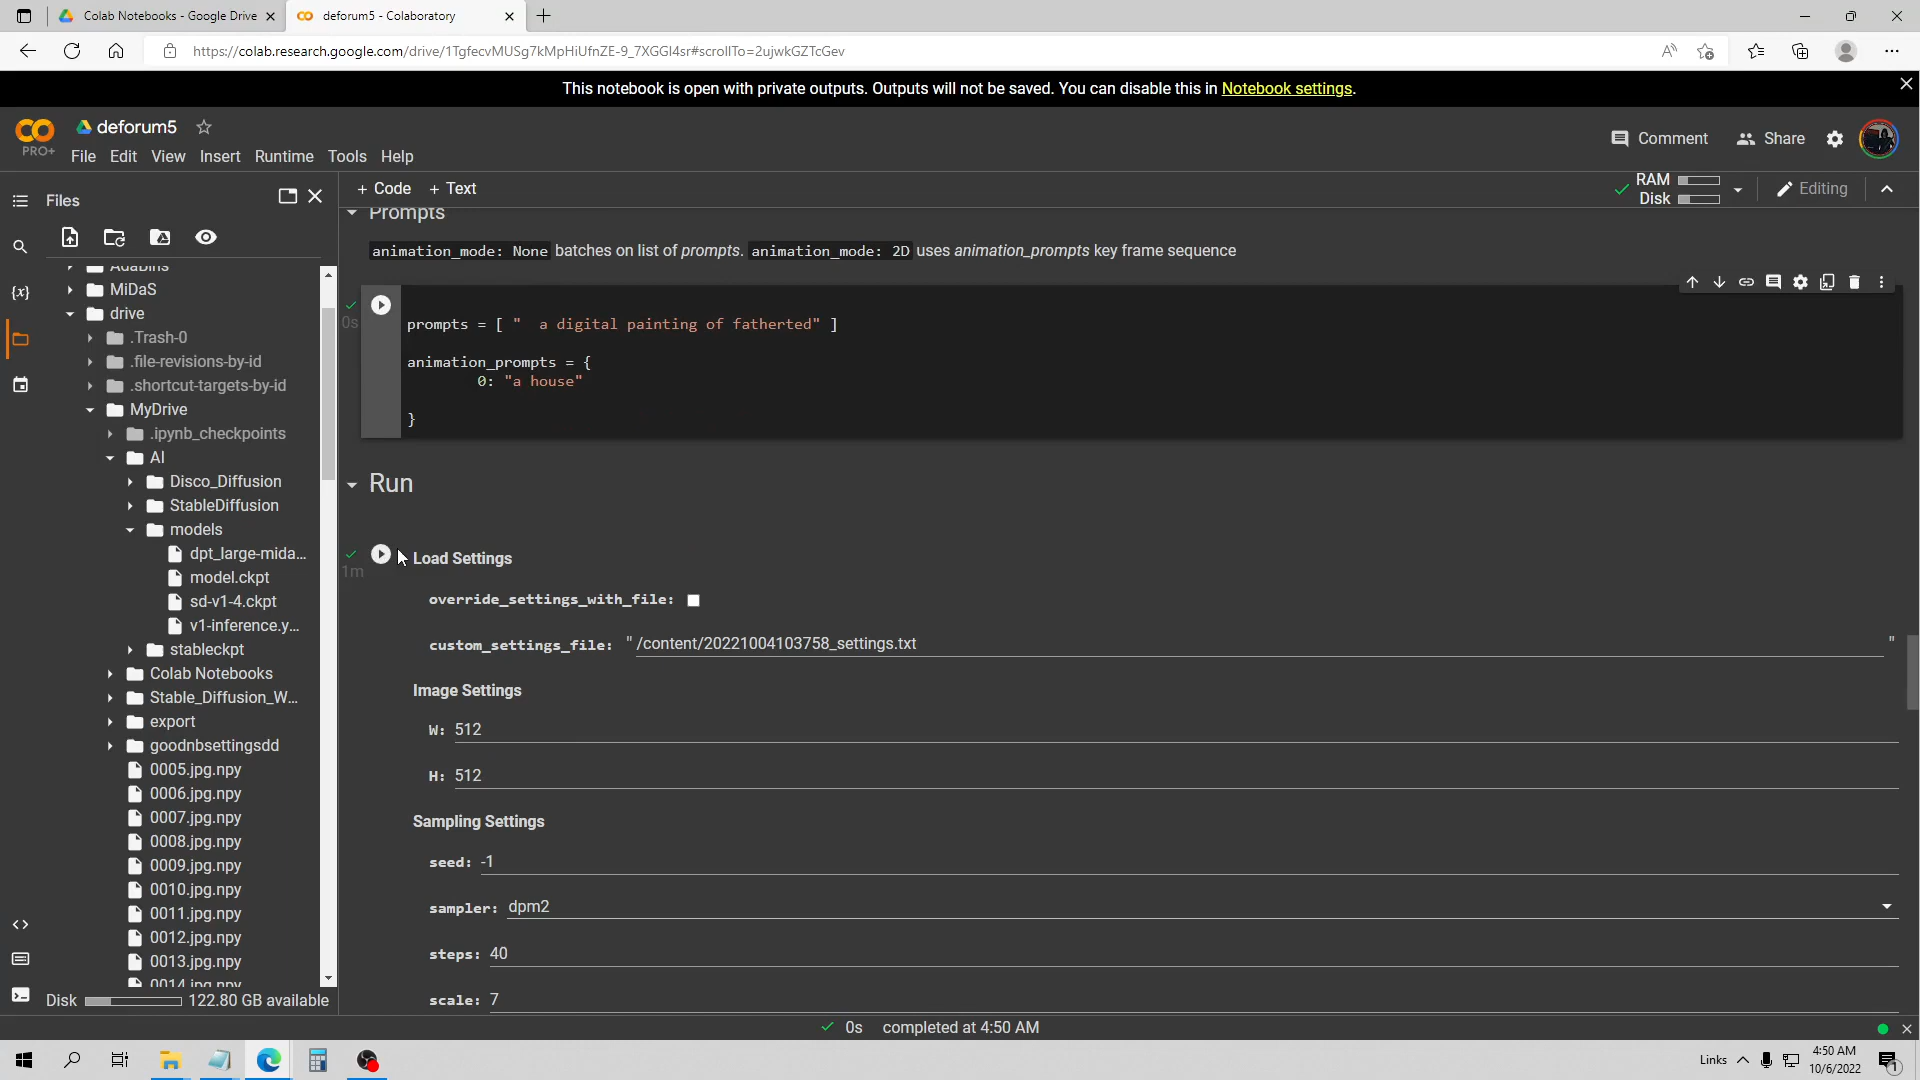 Colab Notebooks - Google Drive
deforum5 - Colaboratory
https://colab.research.google.com/drive/1TgfecvMUSg7kMpHiUfnZE-9_7XGGI4sr#scrollTo=2ujwkGZTcGev
This notebook is open with private outputs. Outputs will not be saved. You can disable this in Notebook settings.
PRO+
deforum5
Comment
Share
File Edit View Insert Runtime Tools Help
Files
+ Code + Text
RAM
Disk
Editing
AdaBins
MiDaS
drive
.Trash-0
.file-revisions-by-id
.shortcut-targets-by-id
MyDrive
.ipynb_checkpoints
AI
Disco_Diffusion
StableDiffusion
models
dpt_large-mida...
model.ckpt
sd-v1-4.ckpt
v1-inference.y...
stableckpt
Colab Notebooks
Stable_Diffusion_W...
export
goodnbsettingsdd
0005.jpg.npy
0006.jpg.npy
0007.jpg.npy
0008.jpg.npy
0009.jpg.npy
0010.jpg.npy
0011.jpg.npy
0012.jpg.npy
0013.jpg.npy
0014.jpg.npy
Disk 122.80 GB available
Prompts
animation_mode: None batches on list of prompts. animation_mode: 2D uses animation_prompts key frame sequence
0s
prompts = [ "  a digital painting of fatherted" ]
animation_prompts = {
0: "a house"
}
Run
1m
Load Settings
override_settings_with_file:
custom_settings_file: "/content/20221004103758_settings.txt "
Image Settings
W: 512
H: 512
Sampling Settings
seed: -1
sampler: dpm2
steps: 40
scale: 7
0s completed at 4:50 AM
Links
4:50 AM
10/6/2022
1